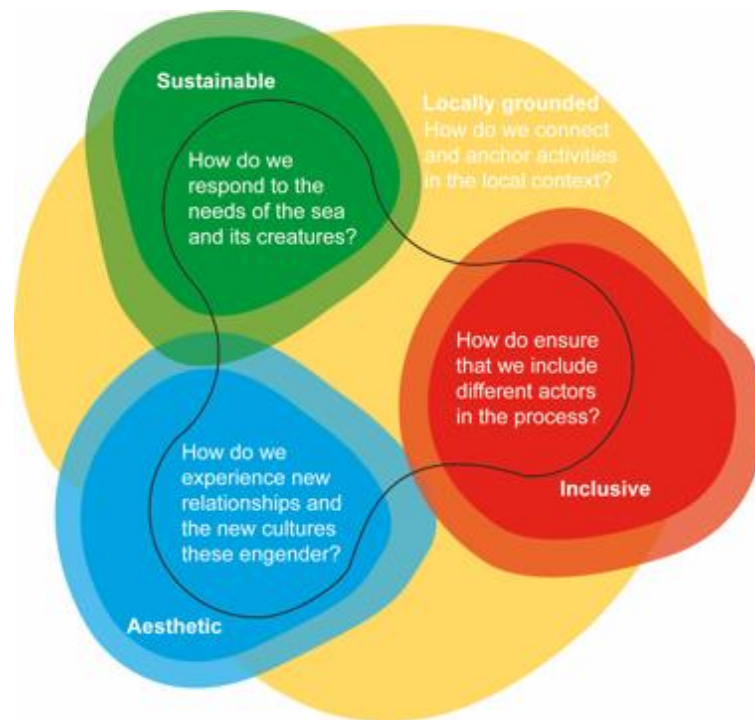 Sustainable
How do we
respond to the
needs of the sea
and its creatures?
Locally grounded
How do we connect
and anchor activities
in the local context?
How do ensure
that we include
different actors
in the process?
Inclusive
How do we
experience new
relationships and
the new cultures
these engender?
Aesthetic